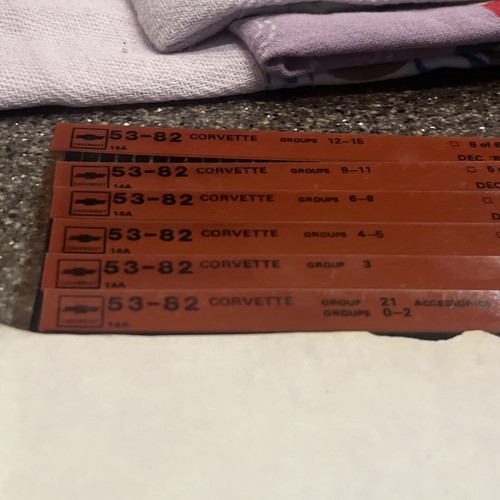 53-82 CORVETTE GROUPS 12-15 6 of 6
14A DEC
53-82 CORVETTE GROUPS 9-11
14A DEC
53-82 CORVETTE GROUPS 6-8
14A
53-82 CORVETTE GROUPS 4-5
14A
53-82 CORVETTE GROUP 3
14A
53-82 CORVETTE GROUP 21 ACCESSORIES
14A GROUPS 0-2